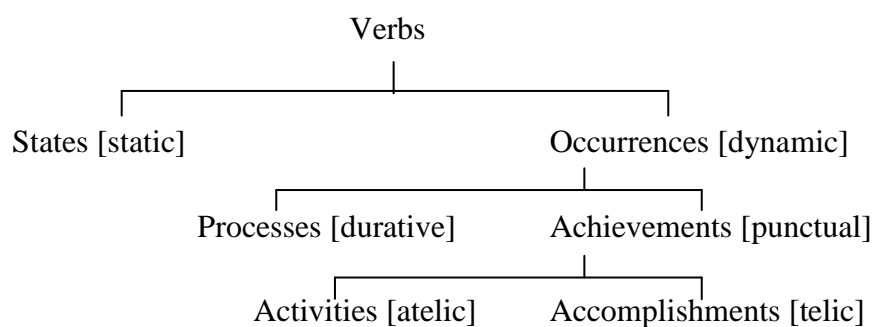 Verbs
States [static] Occurrences [dynamic]
Processes [durative] Achievements [punctual]
Activities [atelic] Accomplishments [telic]